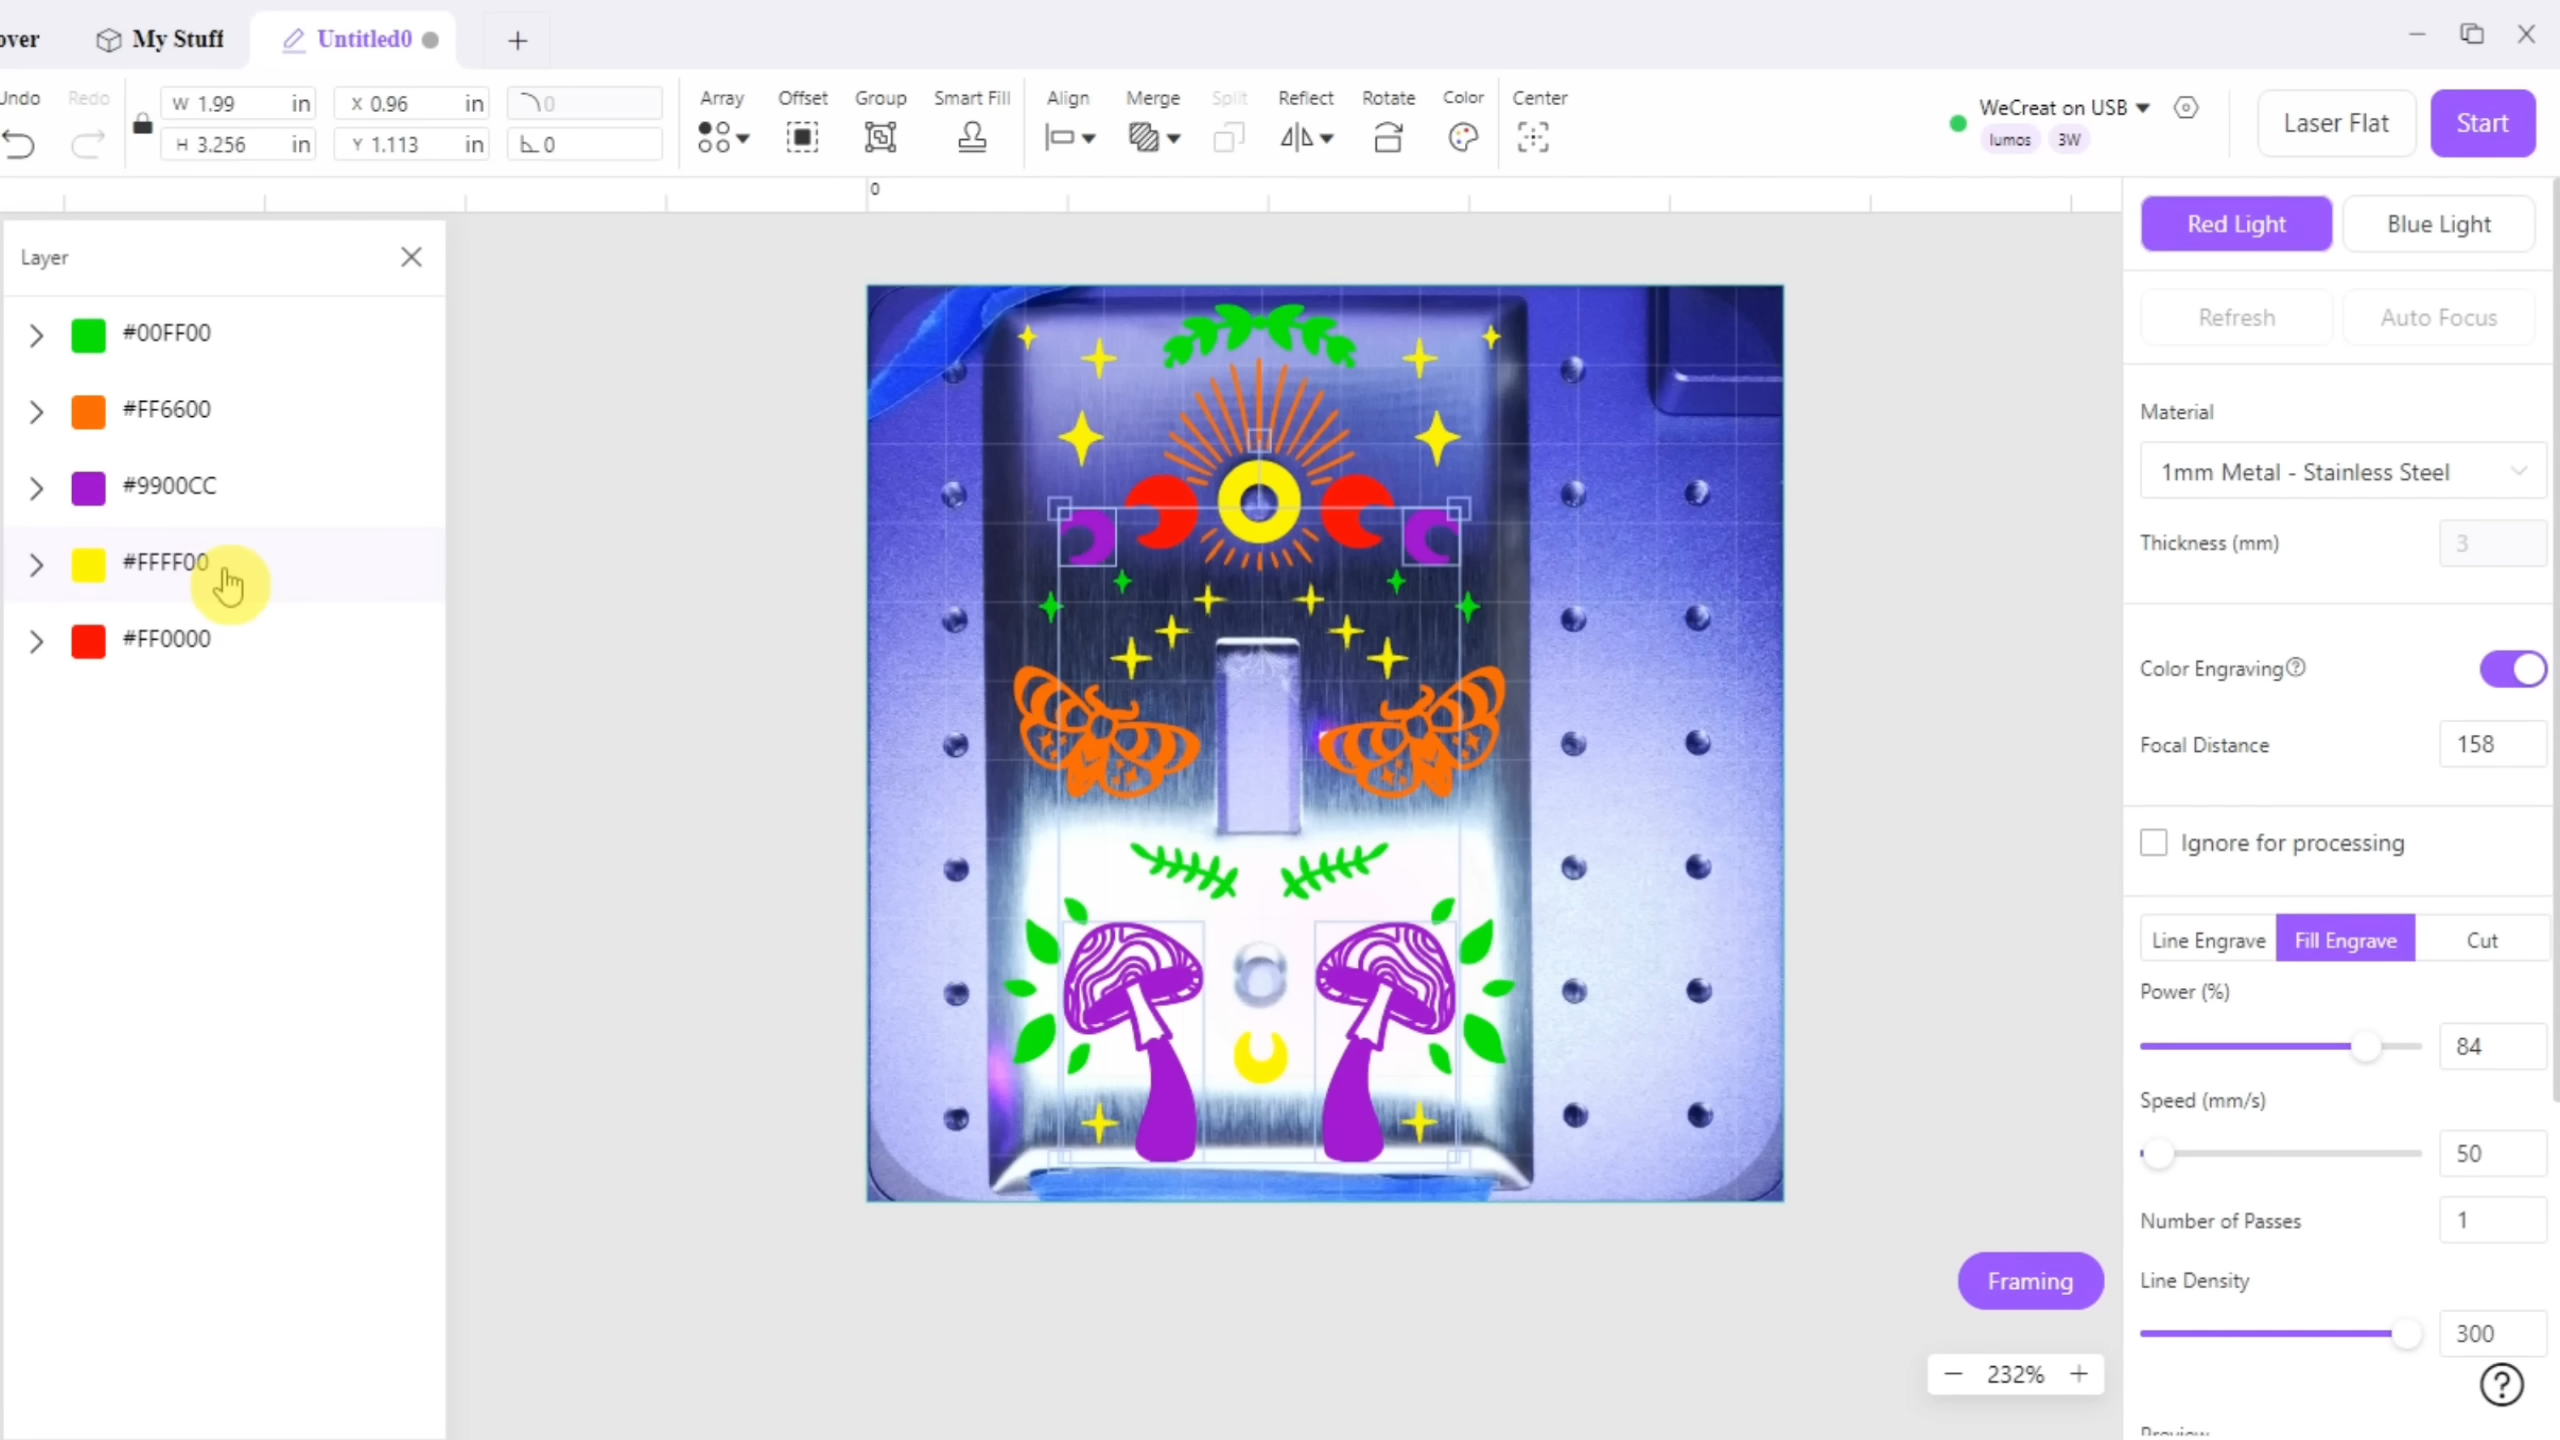 over
My Stuff
Untitled0
Undo
Redo
W 1.99 in
X 0.96 in
0
H 3.256 in
Y 1.113 in
0
Array
Offset
Group
Smart Fill
Align
Merge
Split
Reflect
Rotate
Color
Center
WeCreat on USB
lumos
3W
Laser Flat
Start
0
Layer
#00FF00
#FF6600
#9900CC
#FFFF00
#FF0000
Red Light
Blue Light
Refresh
Auto Focus
Material
1mm Metal - Stainless Steel
Thickness (mm)
3
Color Engraving
Focal Distance
158
Ignore for processing
Line Engrave
Fill Engrave
Cut
Power (%)
84
Speed (mm/s)
50
Number of Passes
1
Line Density
300
Framing
232%
Preview